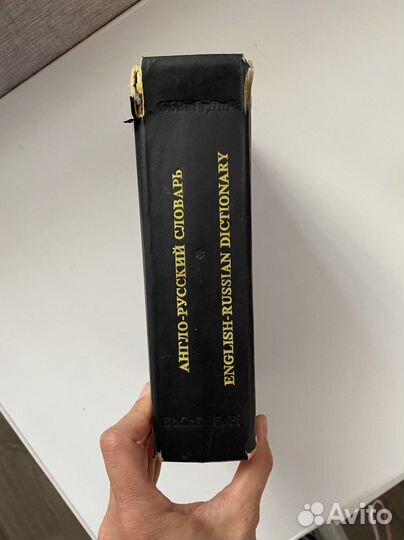 АНГЛО-РУССКИЙ СЛОВАРЬ
*
ENGLISH-RUSSIAN DICTIONARY
Avito